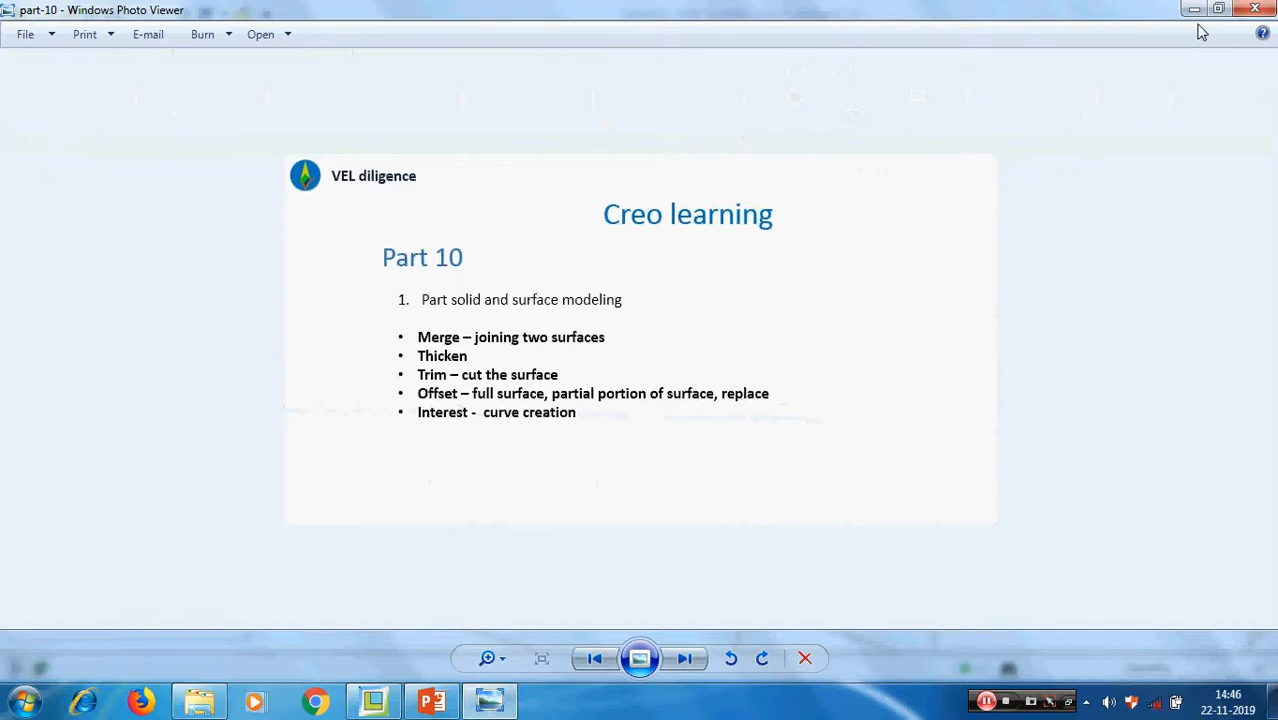 part-10 - Windows Photo Viewer
File Print E-mail Burn Open
VEL diligence
Creo learning
Part 10
1. Part solid and surface modeling
• Merge – joining two surfaces
• Thicken
• Trim – cut the surface
• Offset – full surface, partial portion of surface, replace
• Interest - curve creation
14:46
22-11-2019